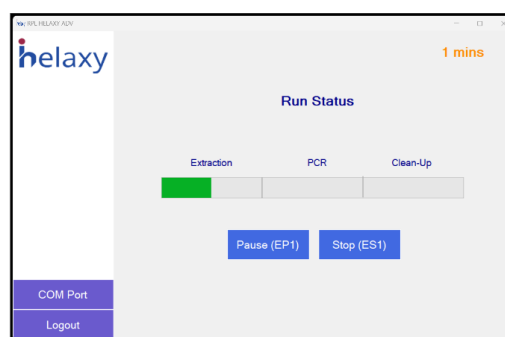 RPL HELAXY ADV
helaxy
1 mins
Run Status
Extraction PCR Clean-Up
Pause (EP1) Stop (ES1)
COM Port
Logout